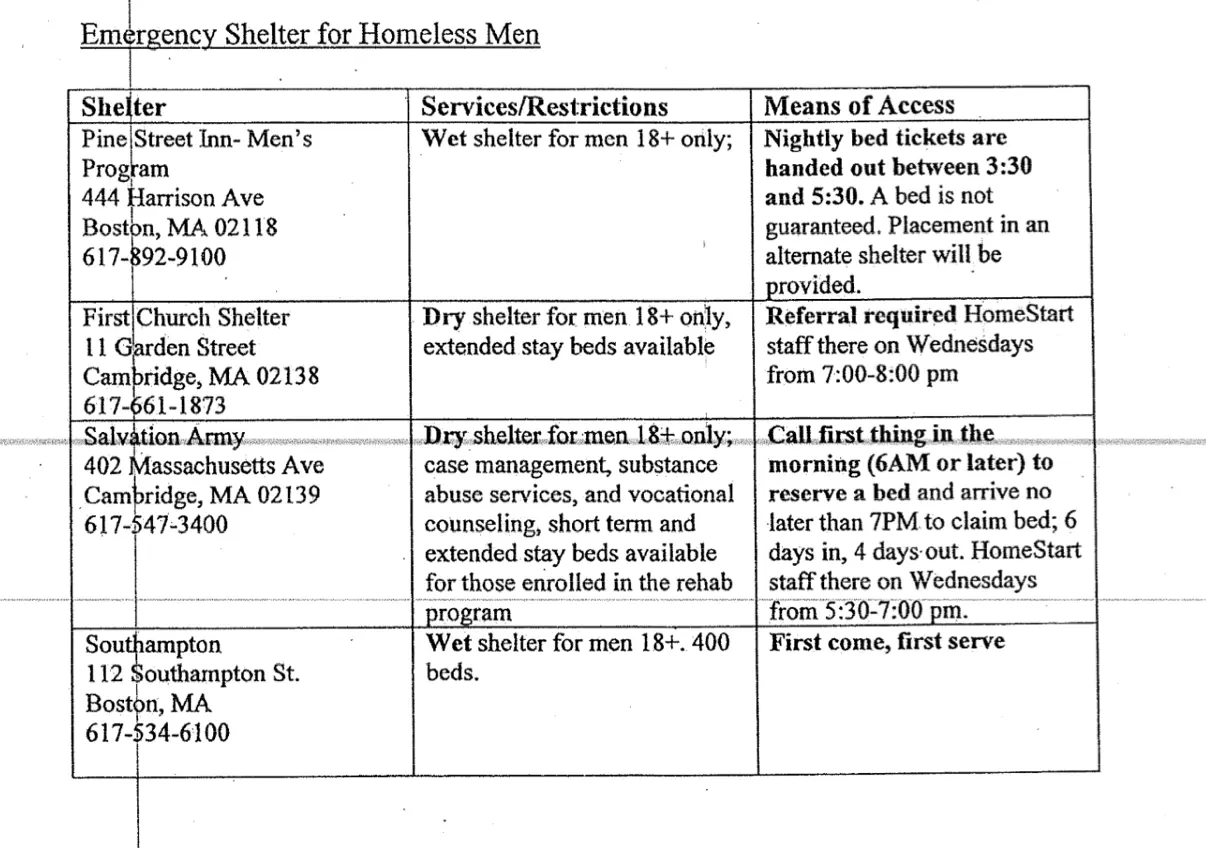 Emergency Shelter for Homeless Men
Shelter
Services/Restrictions
Means of Access
Pine Street Inn- Men's
Program
444 Harrison Ave
Boston, MA 02118
617-892-9100
Wet shelter for men 18+ only;
Nightly bed tickets are
handed out between 3:30
and 5:30. A bed is not
guaranteed. Placement in an
alternate shelter will be
provided.
First Church Shelter
11 Garden Street
Cambridge, MA 02138
617-661-1873
Dry shelter for men 18+ only,
extended stay beds available
Referral required HomeStart
staff there on Wednesdays
from 7:00-8:00 pm
Salvation Army
402 Massachusetts Ave
Cambridge, MA 02139
617-547-3400
Dry shelter for men 18+ only;
case management, substance
abuse services, and vocational
counseling, short term and
extended stay beds available
for those enrolled in the rehab
program
Call first thing in the
morning (6AM or later) to
reserve a bed and arrive no
later than 7PM to claim bed; 6
days in, 4 days out. HomeStart
staff there on Wednesdays
from 5:30-7:00 pm.
Southampton
112 Southampton St.
Boston, MA
617-534-6100
Wet shelter for men 18+. 400
beds.
First come, first serve